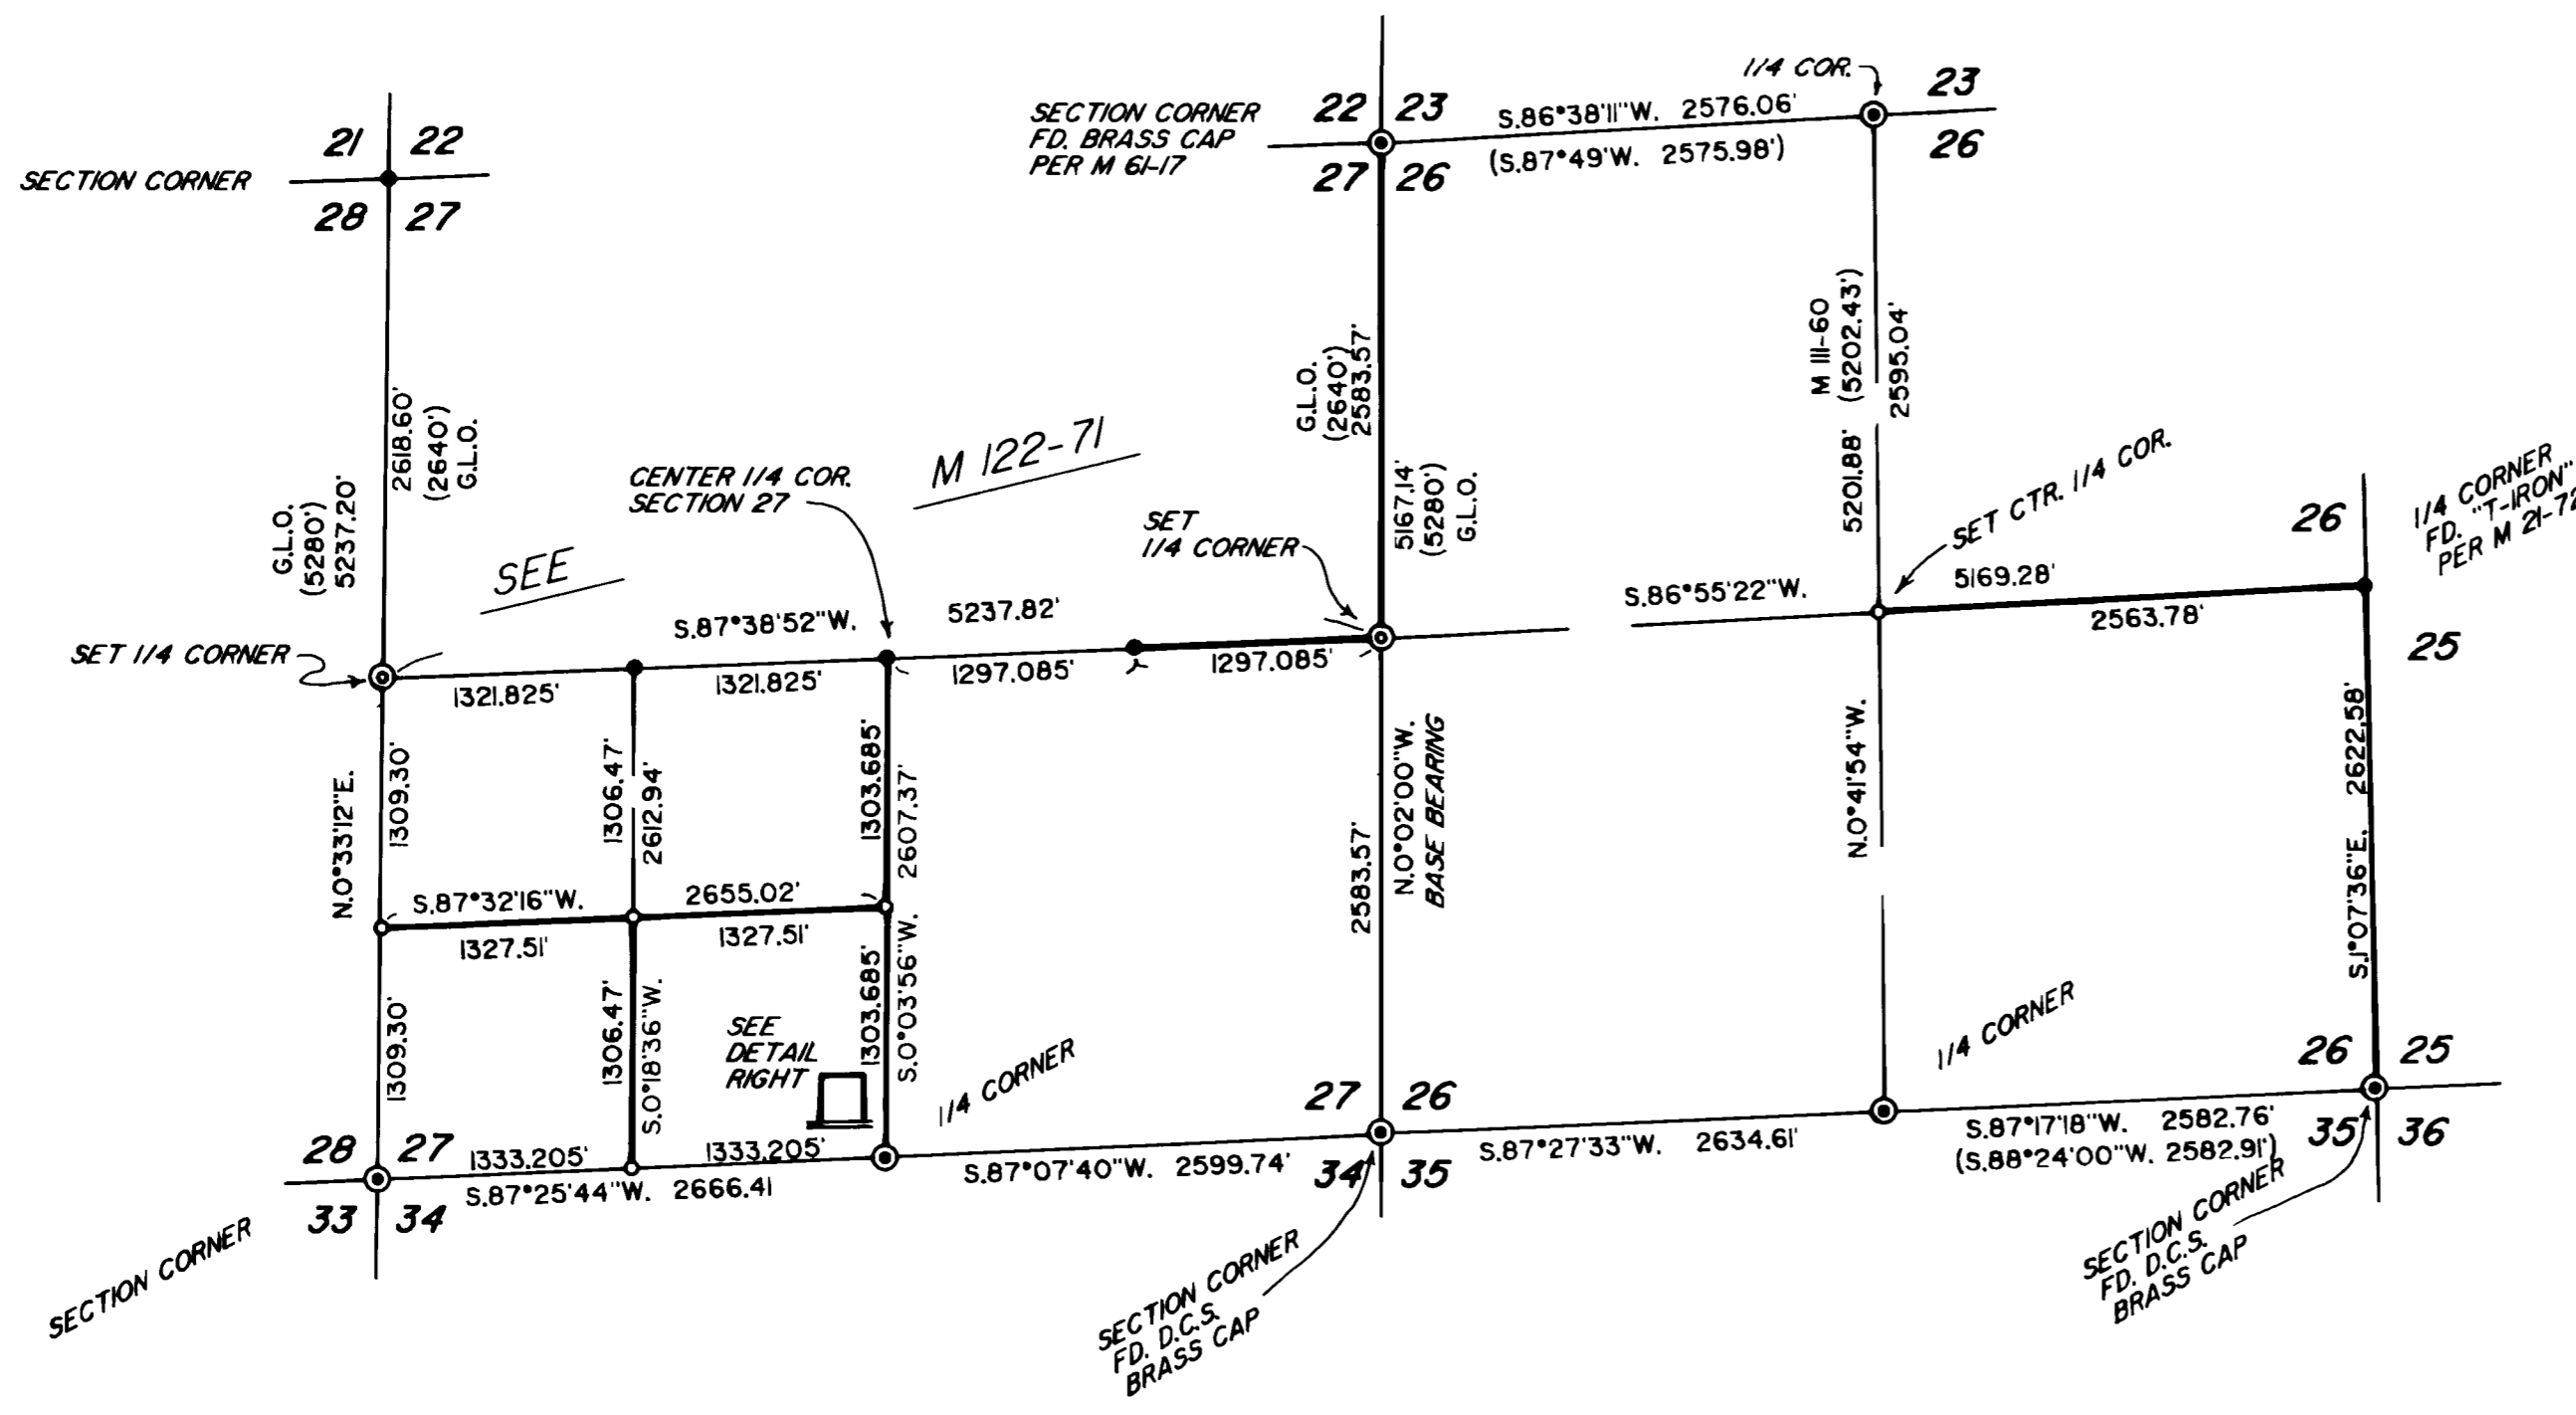 1/4 COR.
23
SECTION CORNER
FD. BRASS CAP
PER M 61-17
22 23
S.86°38'11"W. 2576.06'
(S.87°49'W. 2575.98')
26
27 26
21 22
SECTION CORNER
28 27
G.L.O.
(5280')
5237.20'
2618.60'
(2640')
G.L.O.
G.L.O.
(2640')
2583.57'
5167.14'
(5280')
G.L.O.
M 111-60
(5202.43')
5201.88'
2595.04'
SEE
M 122-71
CENTER 1/4 COR.
SECTION 27
SET
1/4 CORNER
SET CTR. 1/4 COR.
26
1/4 CORNER
FD. "T-IRON"
PER M 21-72
25
S.86°55'22"W.
5169.28'
2563.78'
SET 1/4 CORNER
S.87°38'52"W.
5237.82'
1321.825'
1321.825'
1297.085'
1297.085'
N.0°33'12"E.
1309.30'
1306.47'
2612.94'
1303.685'
2607.37'
N.0°02'00"W.
BASE BEARING
2583.57'
N.0°41'54"W.
S.1°07'36"E. 2622.58'
S.87°32'16"W.
2655.02'
1327.51'
1327.51'
1309.30'
1306.47'
S.0°18'36"W.
SEE
DETAIL
RIGHT
1303.685'
S.0°03'56"W.
1/4 CORNER
1/4 CORNER
28 27
1333.205'
1333.205'
S.87°25'44"W. 2666.41
33 34
SECTION CORNER
27 26
S.87°07'40"W. 2599.74'
34 35
S.87°27'33"W. 2634.61'
26 25
S.87°17'18"W. 2582.76'
(S.88°24'00"W. 2582.91')
35 36
SECTION CORNER
FD. D.C.S.
BRASS CAP
SECTION CORNER
FD. D.C.S.
BRASS CAP